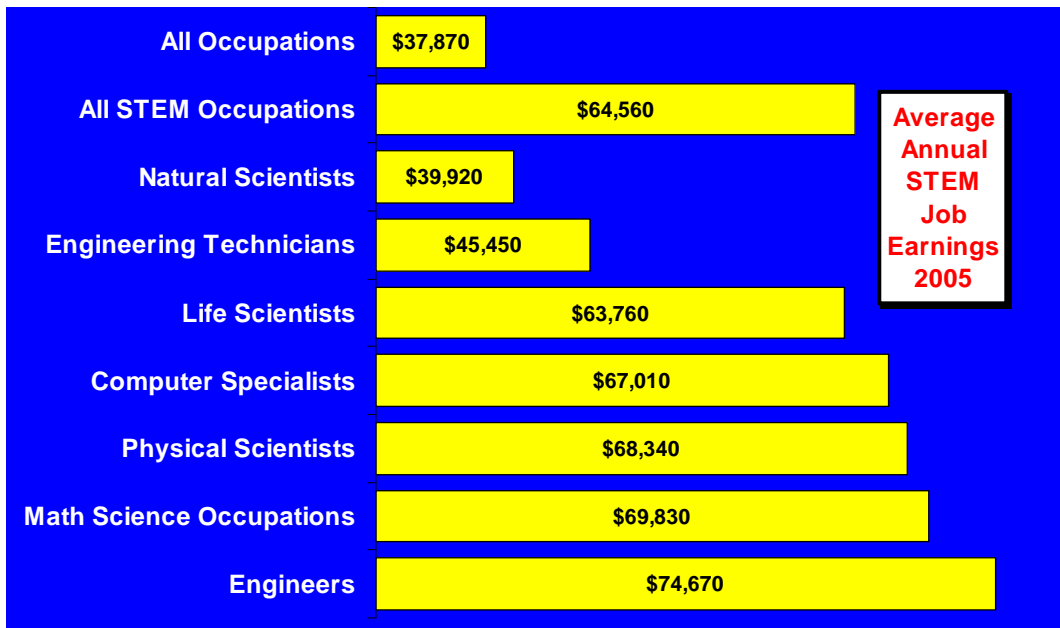 All Occupations $37,870
All STEM Occupations $64,560
Natural Scientists $39,920
Engineering Technicians $45,450
Life Scientists $63,760
Computer Specialists $67,010
Physical Scientists $68,340
Math Science Occupations $69,830
Engineers $74,670
Average
Annual
STEM
Job
Earnings
2005